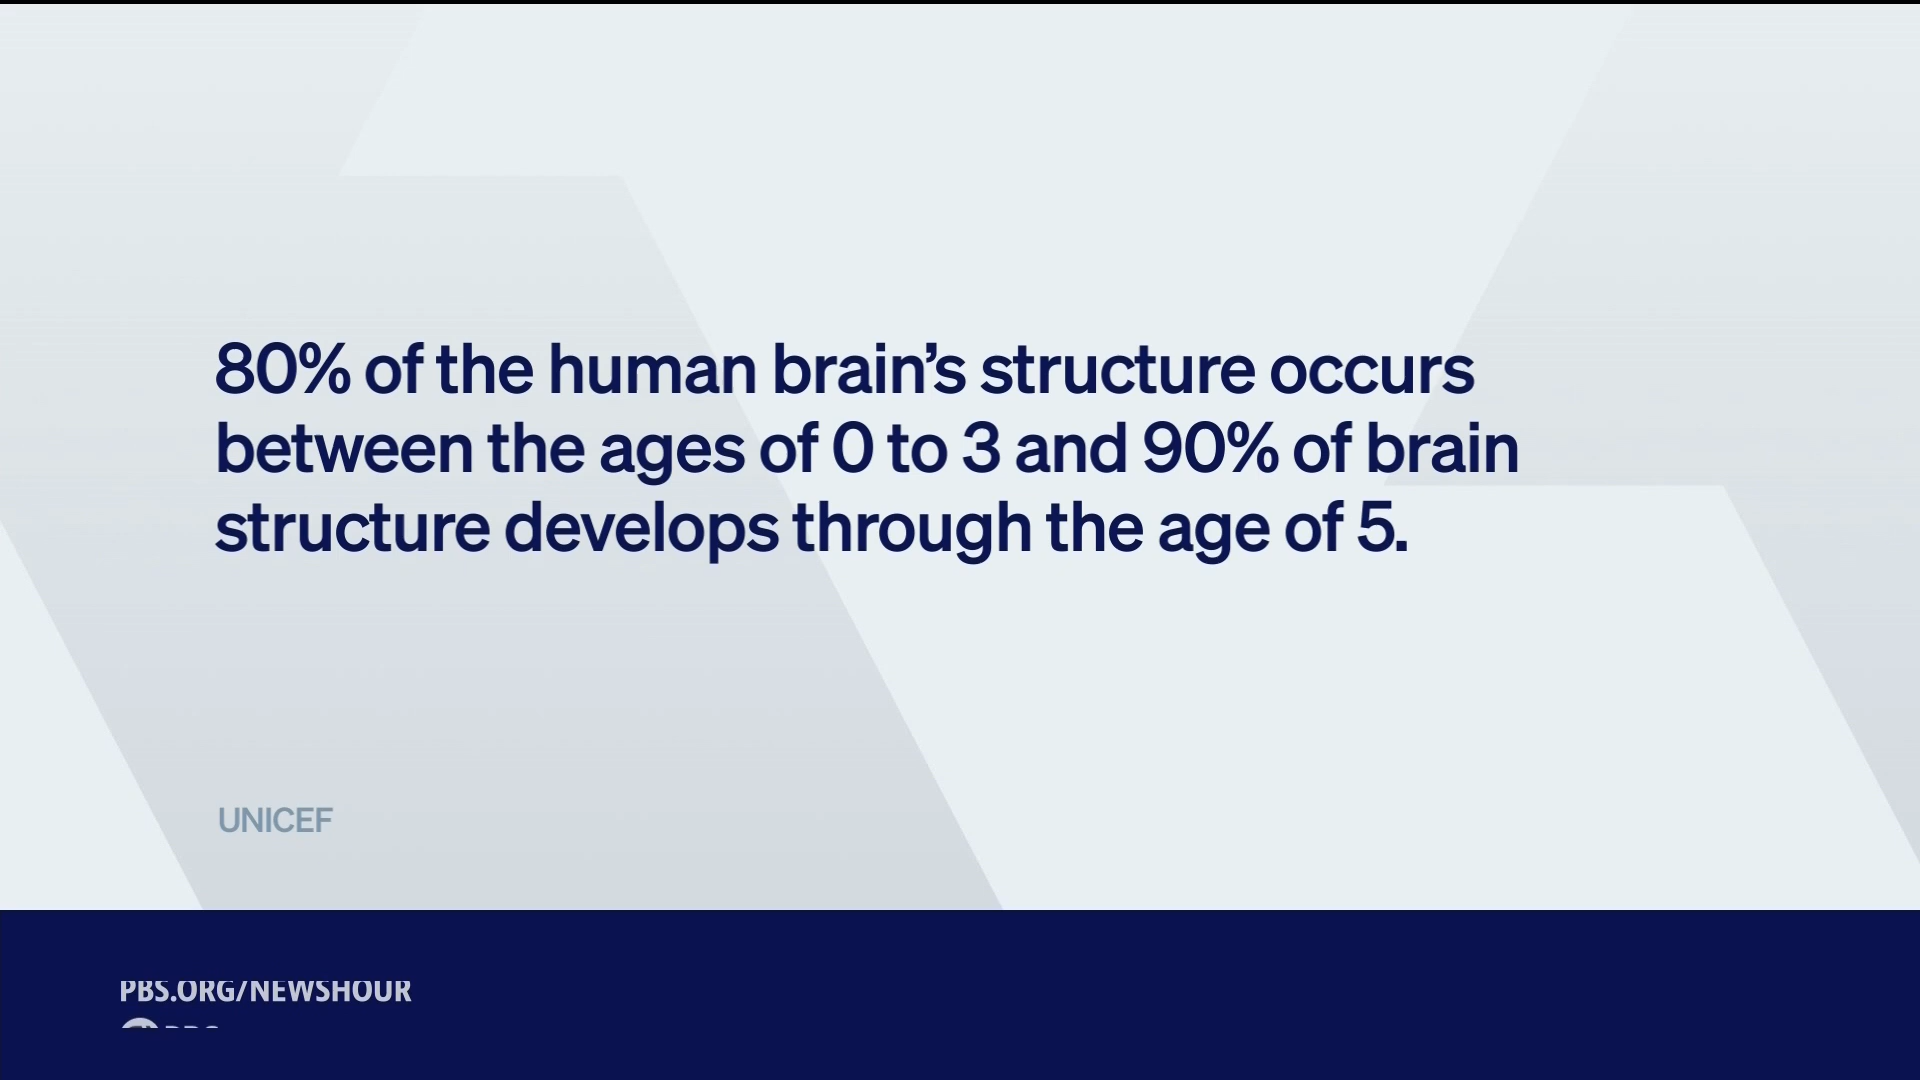 80% of the human brain’s structure occurs
between the ages of 0 to 3 and 90% of brain
structure develops through the age of 5.
UNICEF
PBS.ORG/NEWSHOUR